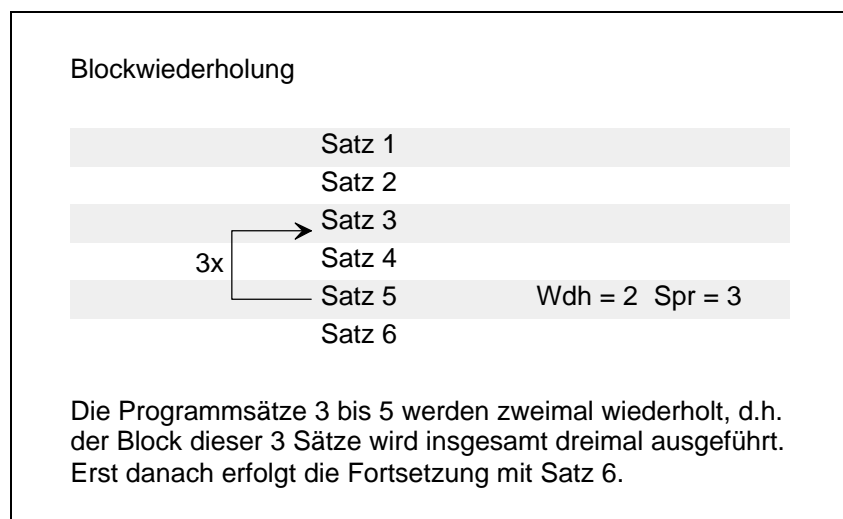 Blockwiederholung
Satz 1
Satz 2
Satz 3
3x Satz 4
Satz 5 Wdh = 2 Spr = 3
Satz 6
Die Programmsätze 3 bis 5 werden zweimal wiederholt, d.h.
der Block dieser 3 Sätze wird insgesamt dreimal ausgeführt.
Erst danach erfolgt die Fortsetzung mit Satz 6.